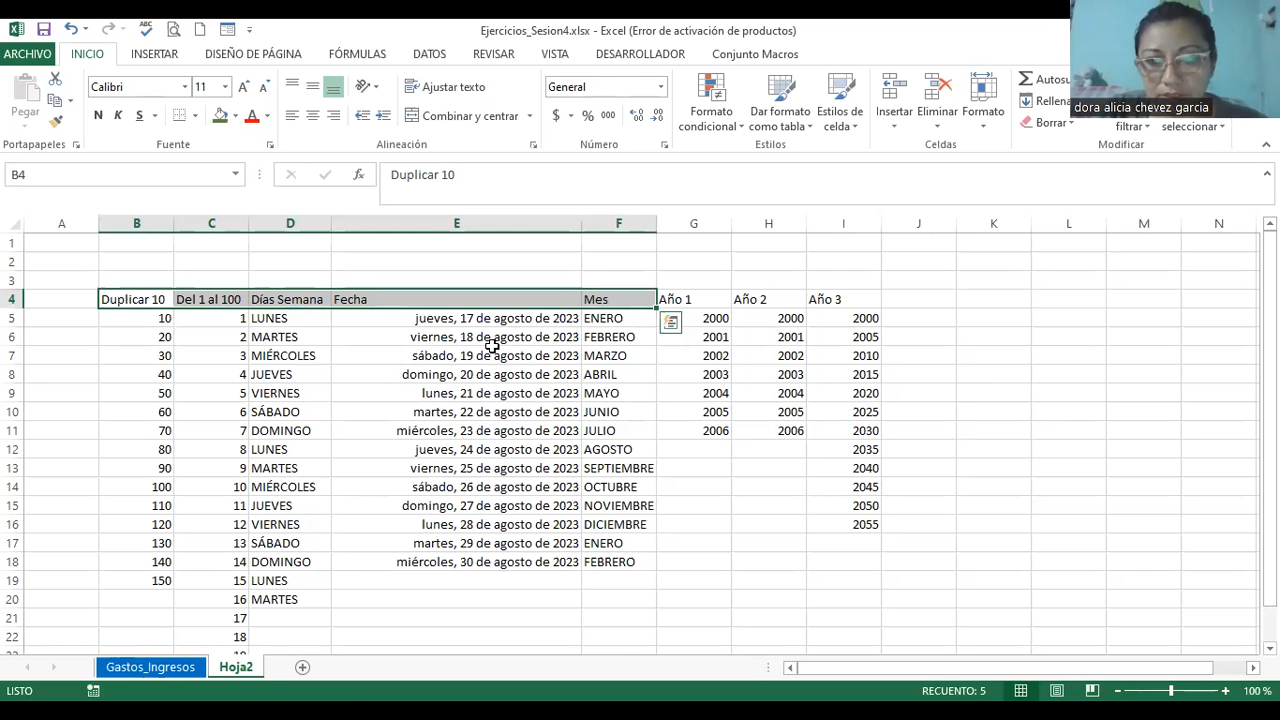 Ejercicios_Sesion4.xlsx - Excel (Error de activación de productos)
ARCHIVO INICIO INSERTAR DISEÑO DE PÁGINA FÓRMULAS DATOS REVISAR VISTA DESARROLLADOR Conjunto Macros
dora alicia chevez garcia
Pegar
Calibri 11 A A
N K S A
Ajustar texto
Combinar y centrar
General
$ % 000
Formato condicional
Dar formato como tabla
Estilos de celda
Insertar Eliminar Formato
Autosu
Rellena
Borrar
filtrar seleccionar
Portapapeles Fuente Alineación Número Estilos Celdas Modificar
B4 fx Duplicar 10
A B C D E F G H I J K L M N
1
2
3
4 Duplicar 10 Del 1 al 100 Días Semana Fecha Mes Año 1 Año 2 Año 3
5 10 1 LUNES jueves, 17 de agosto de 2023 ENERO 2000 2000 2000
6 20 2 MARTES viernes, 18 de agosto de 2023 FEBRERO 2001 2001 2005
7 30 3 MIÉRCOLES sábado, 19 de agosto de 2023 MARZO 2002 2002 2010
8 40 4 JUEVES domingo, 20 de agosto de 2023 ABRIL 2003 2003 2015
9 50 5 VIERNES lunes, 21 de agosto de 2023 MAYO 2004 2004 2020
10 60 6 SÁBADO martes, 22 de agosto de 2023 JUNIO 2005 2005 2025
11 70 7 DOMINGO miércoles, 23 de agosto de 2023 JULIO 2006 2006 2030
12 80 8 LUNES jueves, 24 de agosto de 2023 AGOSTO 2035
13 90 9 MARTES viernes, 25 de agosto de 2023 SEPTIEMBRE 2040
14 100 10 MIÉRCOLES sábado, 26 de agosto de 2023 OCTUBRE 2045
15 110 11 JUEVES domingo, 27 de agosto de 2023 NOVIEMBRE 2050
16 120 12 VIERNES lunes, 28 de agosto de 2023 DICIEMBRE 2055
17 130 13 SÁBADO martes, 29 de agosto de 2023 ENERO
18 140 14 DOMINGO miércoles, 30 de agosto de 2023 FEBRERO
19 150 15 LUNES
20 16 MARTES
21 17
22 18
Gastos_Ingresos Hoja2
LISTO RECUENTO: 5 100 %